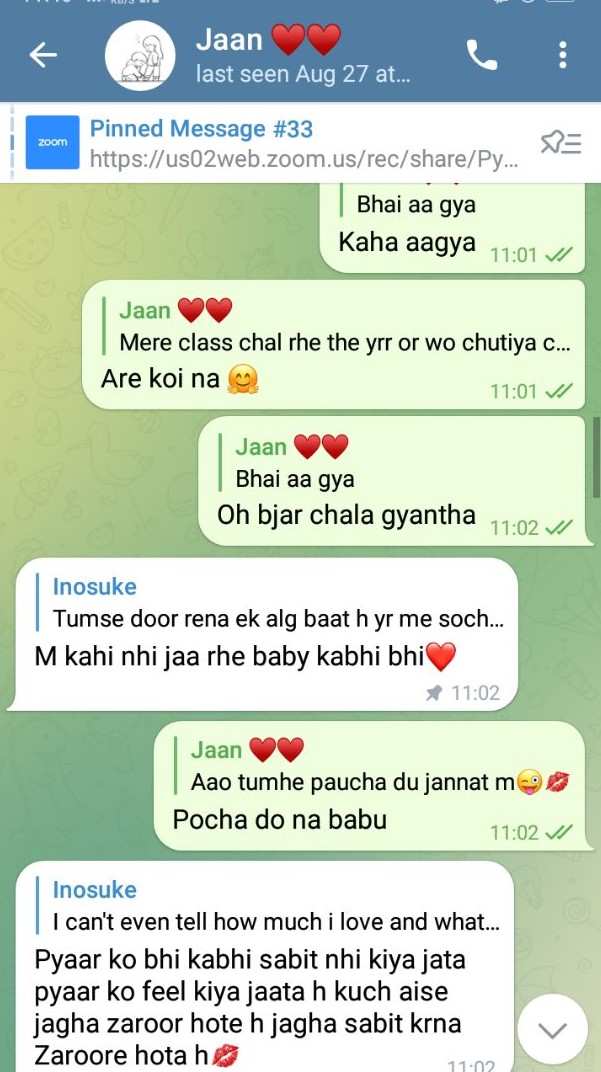 Jaan ♥️♥️
last seen Aug 27 at...
zoom
Pinned Message #33
https://us02web.zoom.us/rec/share/Py...
Bhai aa gya
Kaha aagya 11:01
Jaan ♥️♥️
Mere class chal rhe the yrr or wo chutiya c...
Are koi na 🤗 11:01
Jaan ♥️♥️
Bhai aa gya
Oh bjar chala gyantha 11:02
Inosuke
Tumse door rena ek alg baat h yr me soch...
M kahi nhi jaa rhe baby kabhi bhi❤️
11:02
Jaan ♥️♥️
Aao tumhe paucha du jannat m😜💋
Pocha do na babu 11:02
Inosuke
I can't even tell how much i love and what...
Pyaar ko bhi kabhi sabit nhi kiya jata
pyaar ko feel kiya jaata h kuch aise
jagha zaroor hote h jagha sabit krna
Zaroore hota h💋 11:02